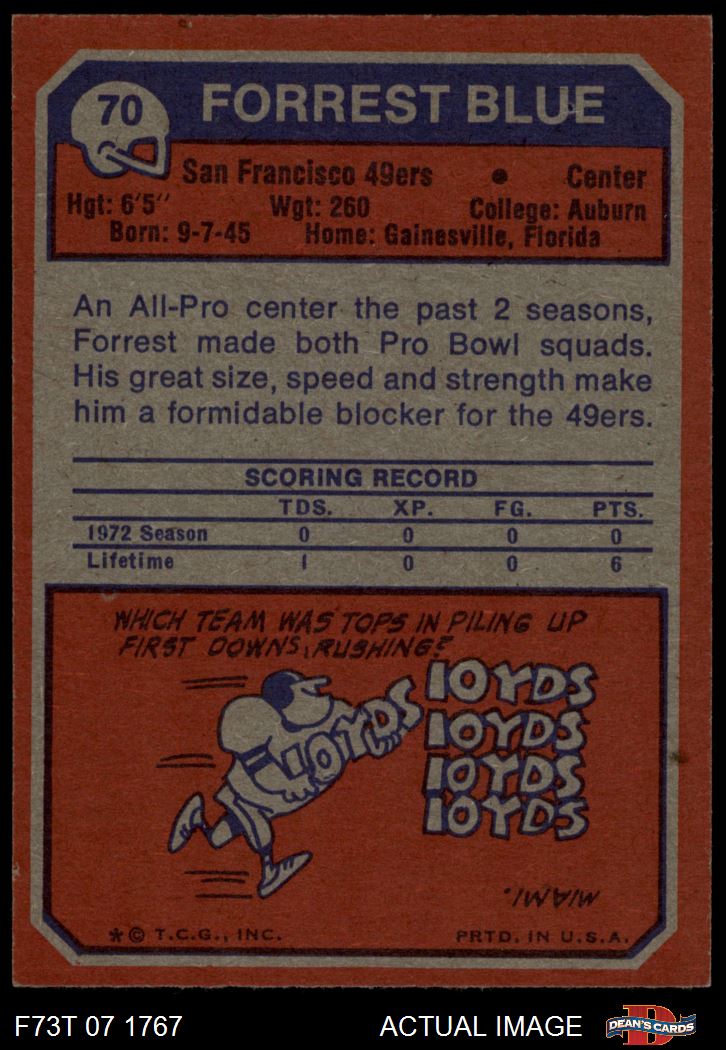 70 FORREST BLUE
San Francisco 49ers • Center
Hgt: 6'5" Wgt: 260 College: Auburn
Born: 9-7-45 Home: Gainesville, Florida
An All-Pro center the past 2 seasons,
Forrest made both Pro Bowl squads.
His great size, speed and strength make
him a formidable blocker for the 49ers.
SCORING RECORD
TDS. XP. FG. PTS.
1972 Season 0 0 0 0
Lifetime 1 0 0 6
WHICH TEAM WAS TOPS IN PILING UP
FIRST DOWNS, RUSHING?
10YDS
10YDS
10YDS
10YDS
10YDS
MIAMI.
* © T.C.G., INC. PRTD. IN U.S.A.
F73T 07 1767 ACTUAL IMAGE D DEAN'S CARDS